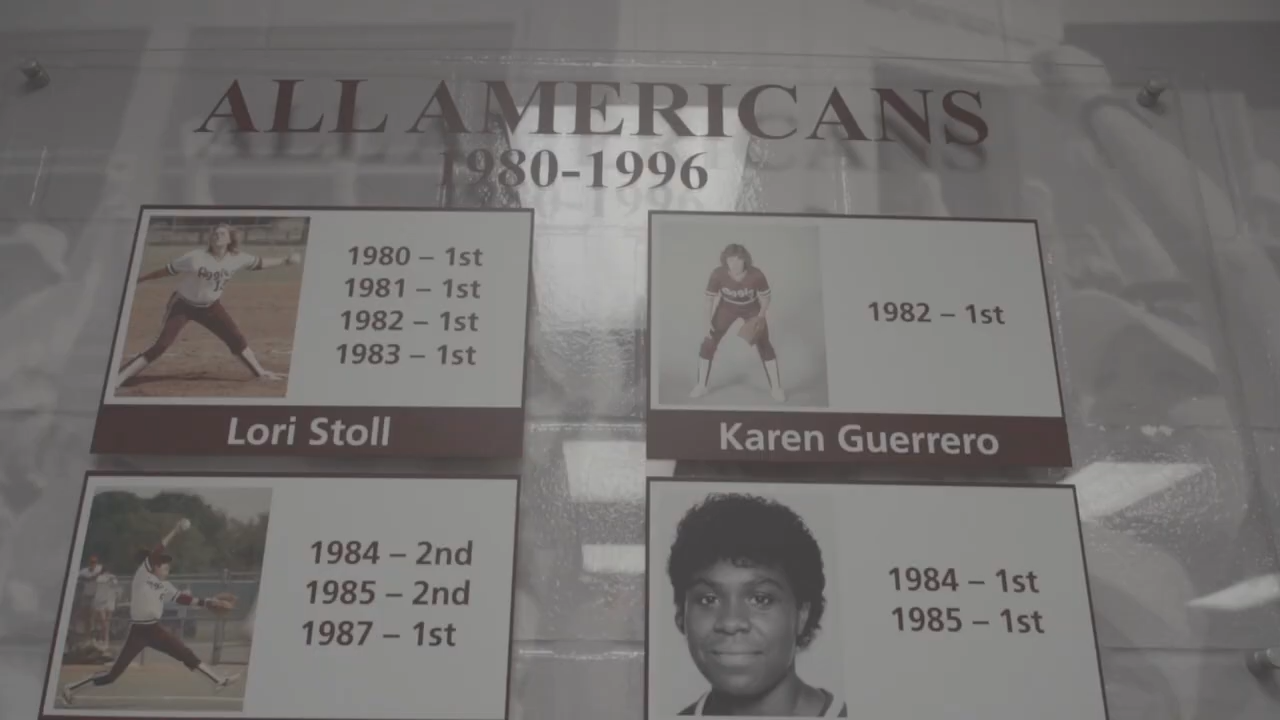 ALL AMERICANS
1980-1996
Aggies
1980 – 1st
1981 – 1st
1982 – 1st
1983 – 1st
Lori Stoll
1982 – 1st
Karen Guerrero
1984 – 2nd
1985 – 2nd
1987 – 1st
1984 – 1st
1985 – 1st